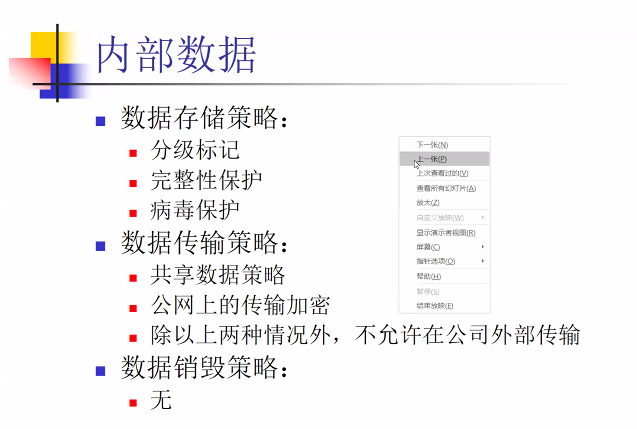 内部数据
数据存储策略：
分级标记
完整性保护
病毒保护
数据传输策略：
共享数据策略
公网上的传输加密
除以上两种情况外，不允许在公司外部传输
数据销毁策略：
无
下一张(N)
上一张(P)
上次查看过的(V)
查看所有幻灯片(A)
放大(Z)
自定义放映(W)
显示演示者视图(R)
屏幕(C)
指针选项(O)
帮助(H)
暂停(S)
结束放映(E)